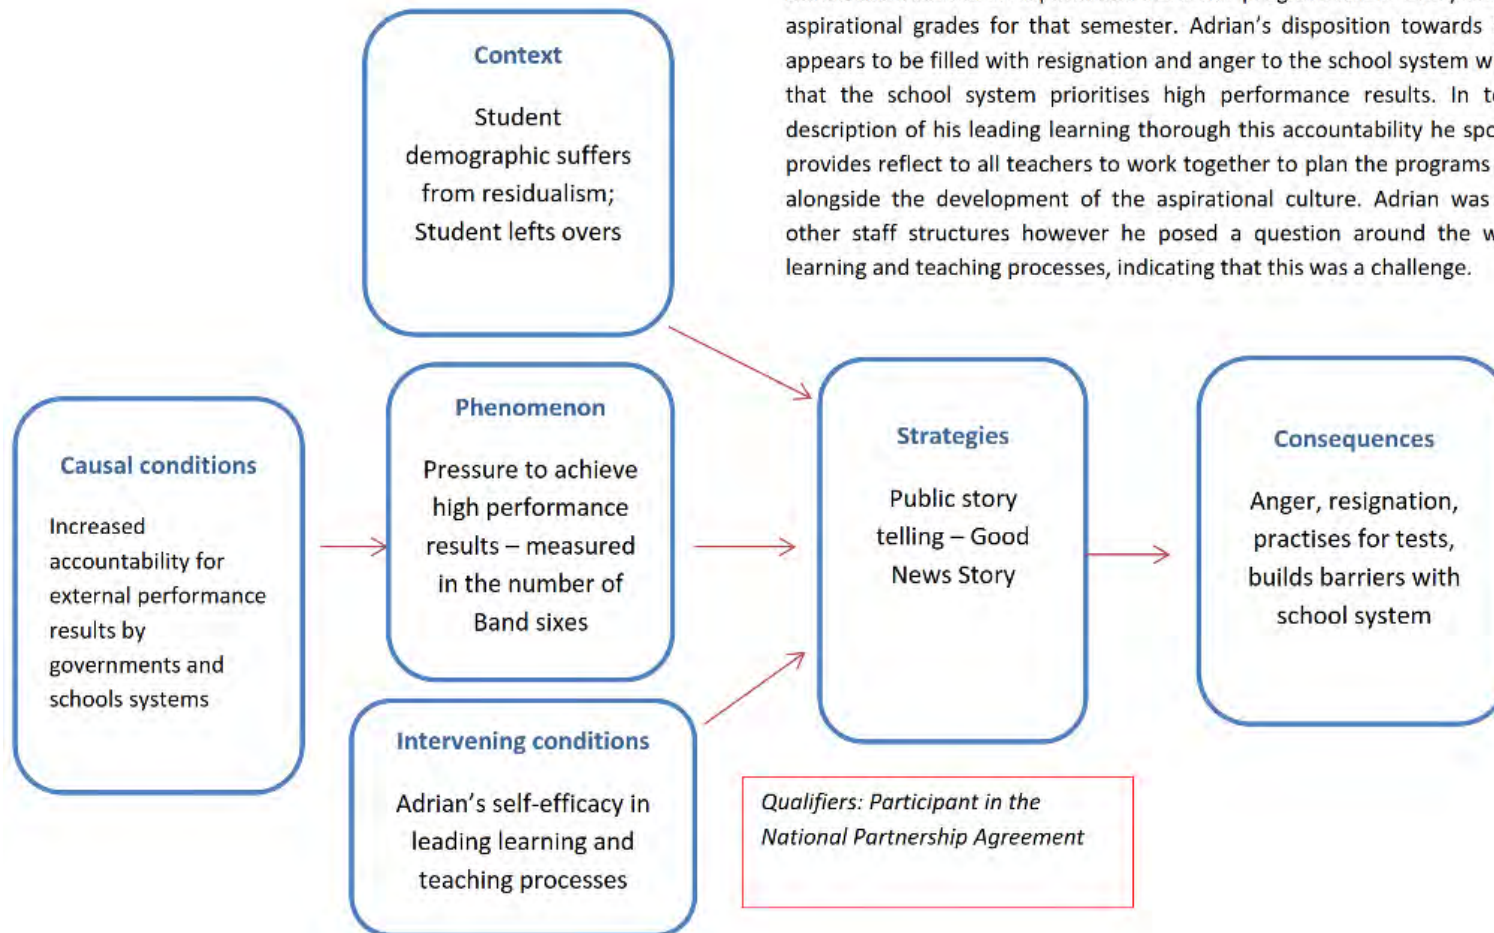 aspirational grades for that semester. Adrian's disposition towards
appears to be filled with resignation and anger to the school system
that the school system prioritises high performance results. In
description of his leading learning thorough this accountability he
provides reflect to all teachers to work together to plan the programs
alongside the development of the aspirational culture. Adrian was
other staff structures however he posed a question around the
learning and teaching processes, indicating that this was a challenge.
Context
Student
demographic suffers
from residualism;
Student lefts overs
Causal conditions
Increased
accountability for
external performance
results by
governments and
schools systems
Phenomenon
Pressure to achieve
high performance
results – measured
in the number of
Band sixes
Intervening conditions
Adrian's self-efficacy in
leading learning and
teaching processes
Strategies
Public story
telling – Good
News Story
Consequences
Anger, resignation,
practises for tests,
builds barriers with
school system
Qualifiers: Participant in the
National Partnership Agreement